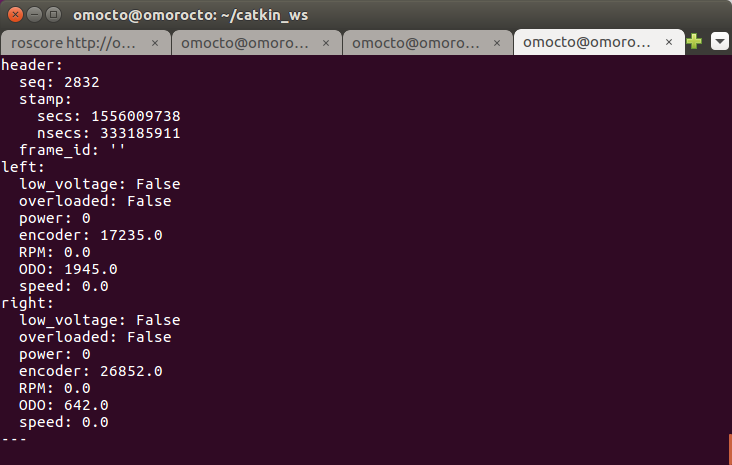 omocto@omorocto: ~/catkin_ws
roscore http://o... × omocto@omoro... × omocto@omoro... × omocto@omoro... ×
header:
  seq: 2832
  stamp:
    secs: 1556009738
    nsecs: 333185911
  frame_id: ''
left:
  low_voltage: False
  overloaded: False
  power: 0
  encoder: 17235.0
  RPM: 0.0
  ODO: 1945.0
  speed: 0.0
right:
  low_voltage: False
  overloaded: False
  power: 0
  encoder: 26852.0
  RPM: 0.0
  ODO: 642.0
  speed: 0.0
---